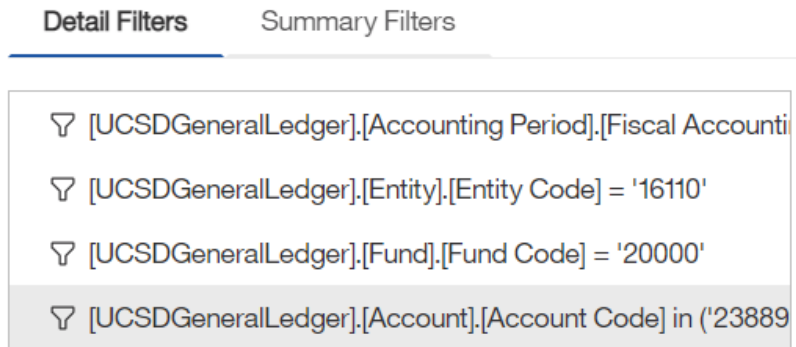 Detail Filters Summary Filters
[UCSDGeneralLedger].[Accounting Period].[Fiscal Accounti
[UCSDGeneralLedger].[Entity].[Entity Code] = '16110'
[UCSDGeneralLedger].[Fund].[Fund Code] = '20000'
[UCSDGeneralLedger].[Account].[Account Code] in ('23889